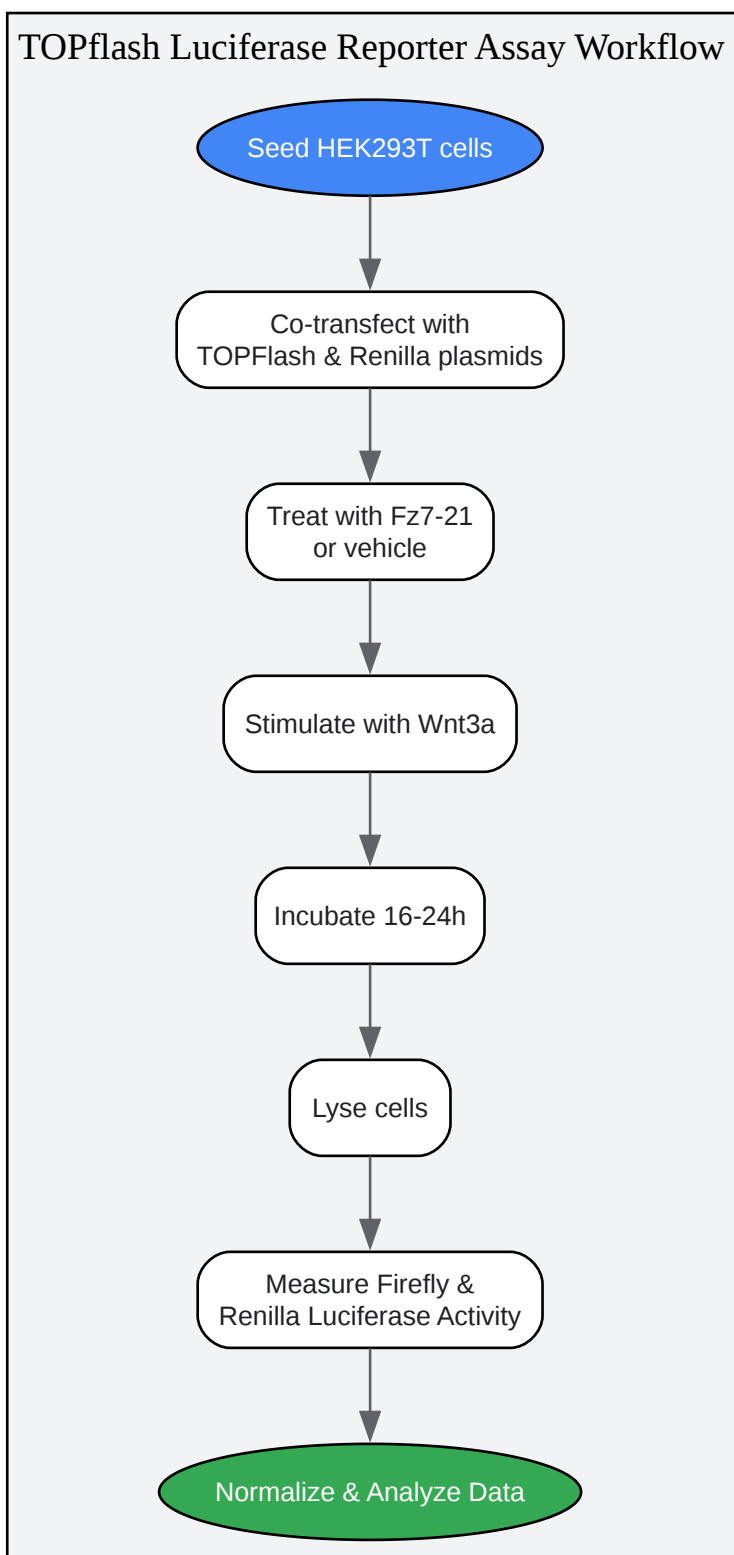 TOPflash Luciferase Reporter Assay Workflow
Seed HEK293T cells
Co-transfect with
TOPFlash & Renilla plasmids
Treat with Fz7-21
or vehicle
Stimulate with Wnt3a
Incubate 16-24h
Lyse cells
Measure Firefly &
Renilla Luciferase Activity
Normalize & Analyze Data